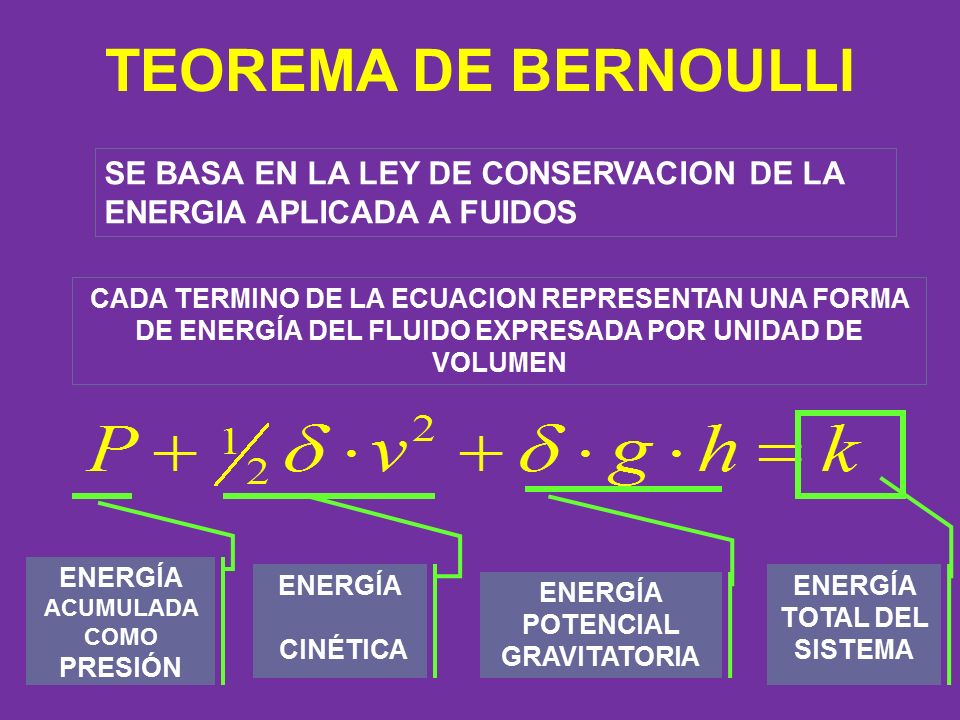 TEOREMA DE BERNOULLI
SE BASA EN LA LEY DE CONSERVACION DE LA
ENERGIA APLICADA A FUIDOS
CADA TERMINO DE LA ECUACION REPRESENTAN UNA FORMA
DE ENERGÍA DEL FLUIDO EXPRESADA POR UNIDAD DE
VOLUMEN
P + ½ δ · v² + δ · g · h = k
ENERGÍA
ACUMULADA
COMO
PRESIÓN
ENERGÍA
CINÉTICA
ENERGÍA
POTENCIAL
GRAVITATORIA
ENERGÍA
TOTAL DEL
SISTEMA